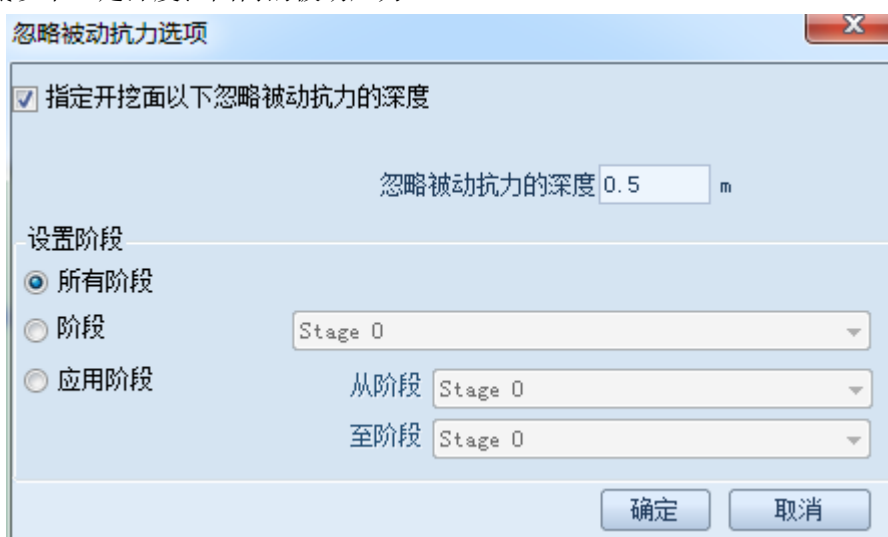 忽略被动抗力选项
指定开挖面以下忽略被动抗力的深度
忽略被动抗力的深度 0.5 m
设置阶段
所有阶段
阶段 Stage 0
应用阶段 从阶段 Stage 0
至阶段 Stage 0
确定 取消